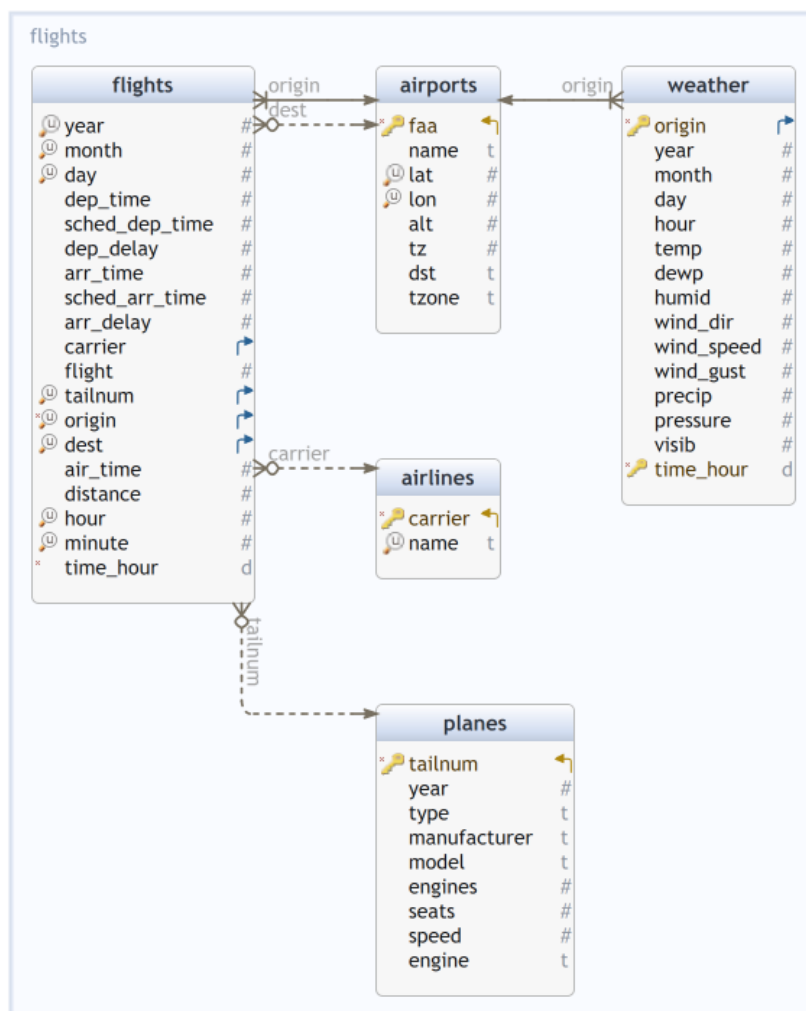 flights
flights
year #
month #
day #
dep_time #
sched_dep_time #
dep_delay #
arr_time #
sched_arr_time #
arr_delay #
carrier
flight #
tailnum
origin
dest
air_time #
distance #
hour #
minute #
time_hour d
origin
dest
airports
faa
name t
lat #
lon #
alt #
tz #
dst t
tzone t
origin
weather
origin
year #
month #
day #
hour #
temp #
dewp #
humid #
wind_dir #
wind_speed #
wind_gust #
precip #
pressure #
visib #
time_hour d
carrier
airlines
carrier
name t
tailnum
planes
tailnum
year #
type t
manufacturer t
model t
engines #
seats #
speed #
engine t